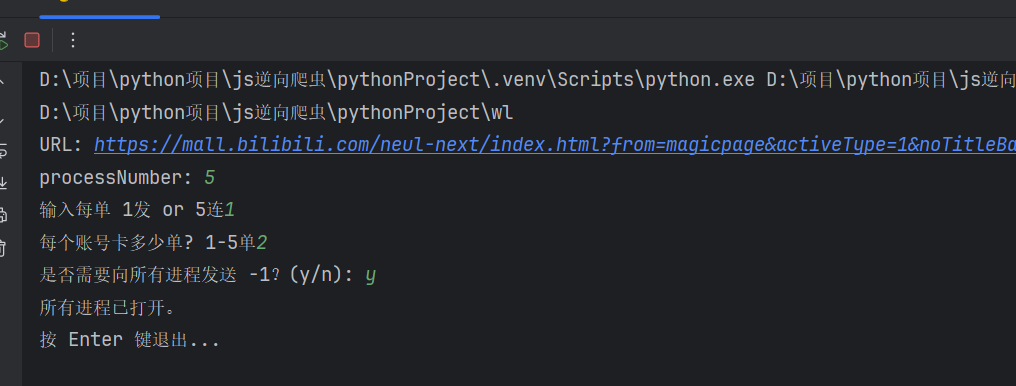 D:\项目\python项目\js逆向爬虫\pythonProject\.venv\Scripts\python.exe D:\项目\python项目\js逆向
D:\项目\python项目\js逆向爬虫\pythonProject\wl
URL: https://mall.bilibili.com/neul-next/index.html?from=magicpage&activeType=1&noTitleBa
processNumber: 5
输入每单 1发 or 5连1
每个账号卡多少单? 1-5单2
是否需要向所有进程发送 -1? (y/n): y
所有进程已打开。
按 Enter 键退出...